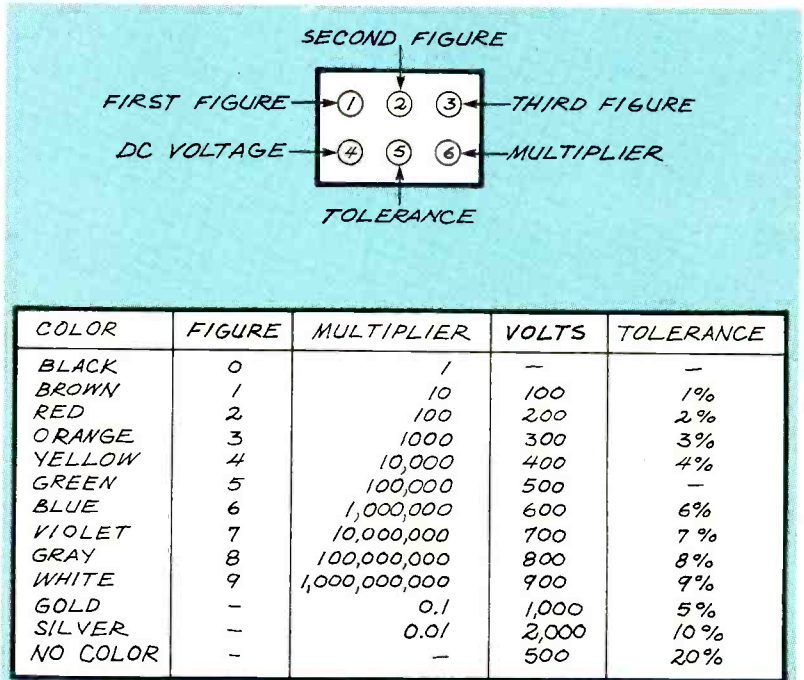 SECOND FIGURE
FIRST FIGURE 1 2 3 THIRD FIGURE
DC VOLTAGE 4 5 6 MULTIPLIER
TOLERANCE
COLOR FIGURE MULTIPLIER VOLTS TOLERANCE
BLACK 0 1 — —
BROWN 1 10 100 1%
RED 2 100 200 2%
ORANGE 3 1000 300 3%
YELLOW 4 10,000 400 4%
GREEN 5 100,000 500 —
BLUE 6 1,000,000 600 6%
VIOLET 7 10,000,000 700 7%
GRAY 8 100,000,000 800 8%
WHITE 9 1,000,000,000 900 9%
GOLD — 0.1 1,000 5%
SILVER — 0.01 2,000 10%
NO COLOR — — 500 20%